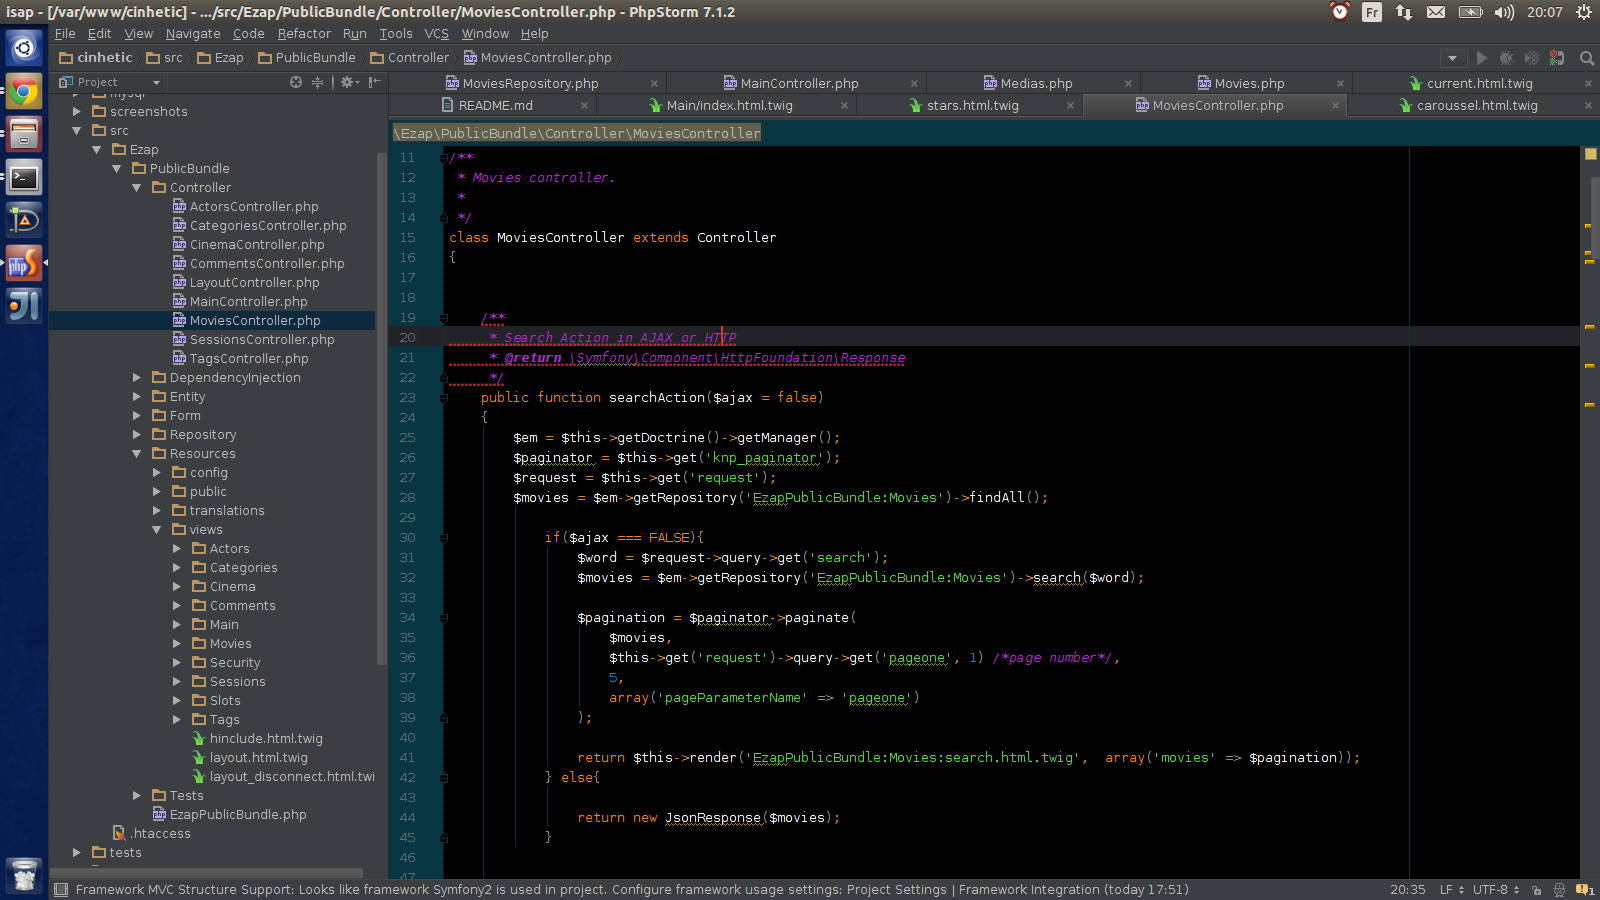 isap - [/var/www/cinhetic] - .../src/Ezap/PublicBundle/Controller/MoviesController.php - PhpStorm 7.1.2
Fr
20:07
File Edit View Navigate Code Refactor Run Tools VCS Window Help
cinhetic src Ezap PublicBundle Controller MoviesController.php
Project
MoviesRepository.php MainController.php Medias.php Movies.php current.html.twig
README.md Main/index.html.twig stars.html.twig MoviesController.php caroussel.html.twig
\Ezap\PublicBundle\Controller\MoviesController
mysql
screenshots
src
Ezap
PublicBundle
Controller
ActorsController.php
CategoriesController.php
CinemaController.php
CommentsController.php
LayoutController.php
MainController.php
MoviesController.php
SessionsController.php
TagsController.php
DependencyInjection
Entity
Form
Repository
Resources
config
public
translations
views
Actors
Categories
Cinema
Comments
Main
Movies
Security
Sessions
Slots
Tags
hinclude.html.twig
layout.html.twig
layout_disconnect.html.twi
Tests
EzapPublicBundle.php
.htaccess
tests
11 /**
12 * Movies controller.
13 *
14 */
15 class MoviesController extends Controller
16 {
17
18
19 /**
20 * Search Action in AJAX or HTTP
21 * @return \Symfony\Component\HttpFoundation\Response
22 */
23 public function searchAction($ajax = false)
24 {
25 $em = $this->getDoctrine()->getManager();
26 $paginator = $this->get('knp_paginator');
27 $request = $this->get('request');
28 $movies = $em->getRepository('EzapPublicBundle:Movies')->findAll();
29
30 if($ajax === FALSE){
31 $word = $request->query->get('search');
32 $movies = $em->getRepository('EzapPublicBundle:Movies')->search($word);
33
34 $pagination = $paginator->paginate(
35 $movies,
36 $this->get('request')->query->get('pageone', 1) /*page number*/,
37 5,
38 array('pageParameterName' => 'pageone')
39 );
40
41 return $this->render('EzapPublicBundle:Movies:search.html.twig', array('movies' => $pagination));
42 } else{
43
44 return new JsonResponse($movies);
45 }
46
47
Framework MVC Structure Support: Looks like framework Symfony2 is used in project. Configure framework usage settings: Project Settings | Framework Integration (today 17:51)
20:35 LF UTF-8 1